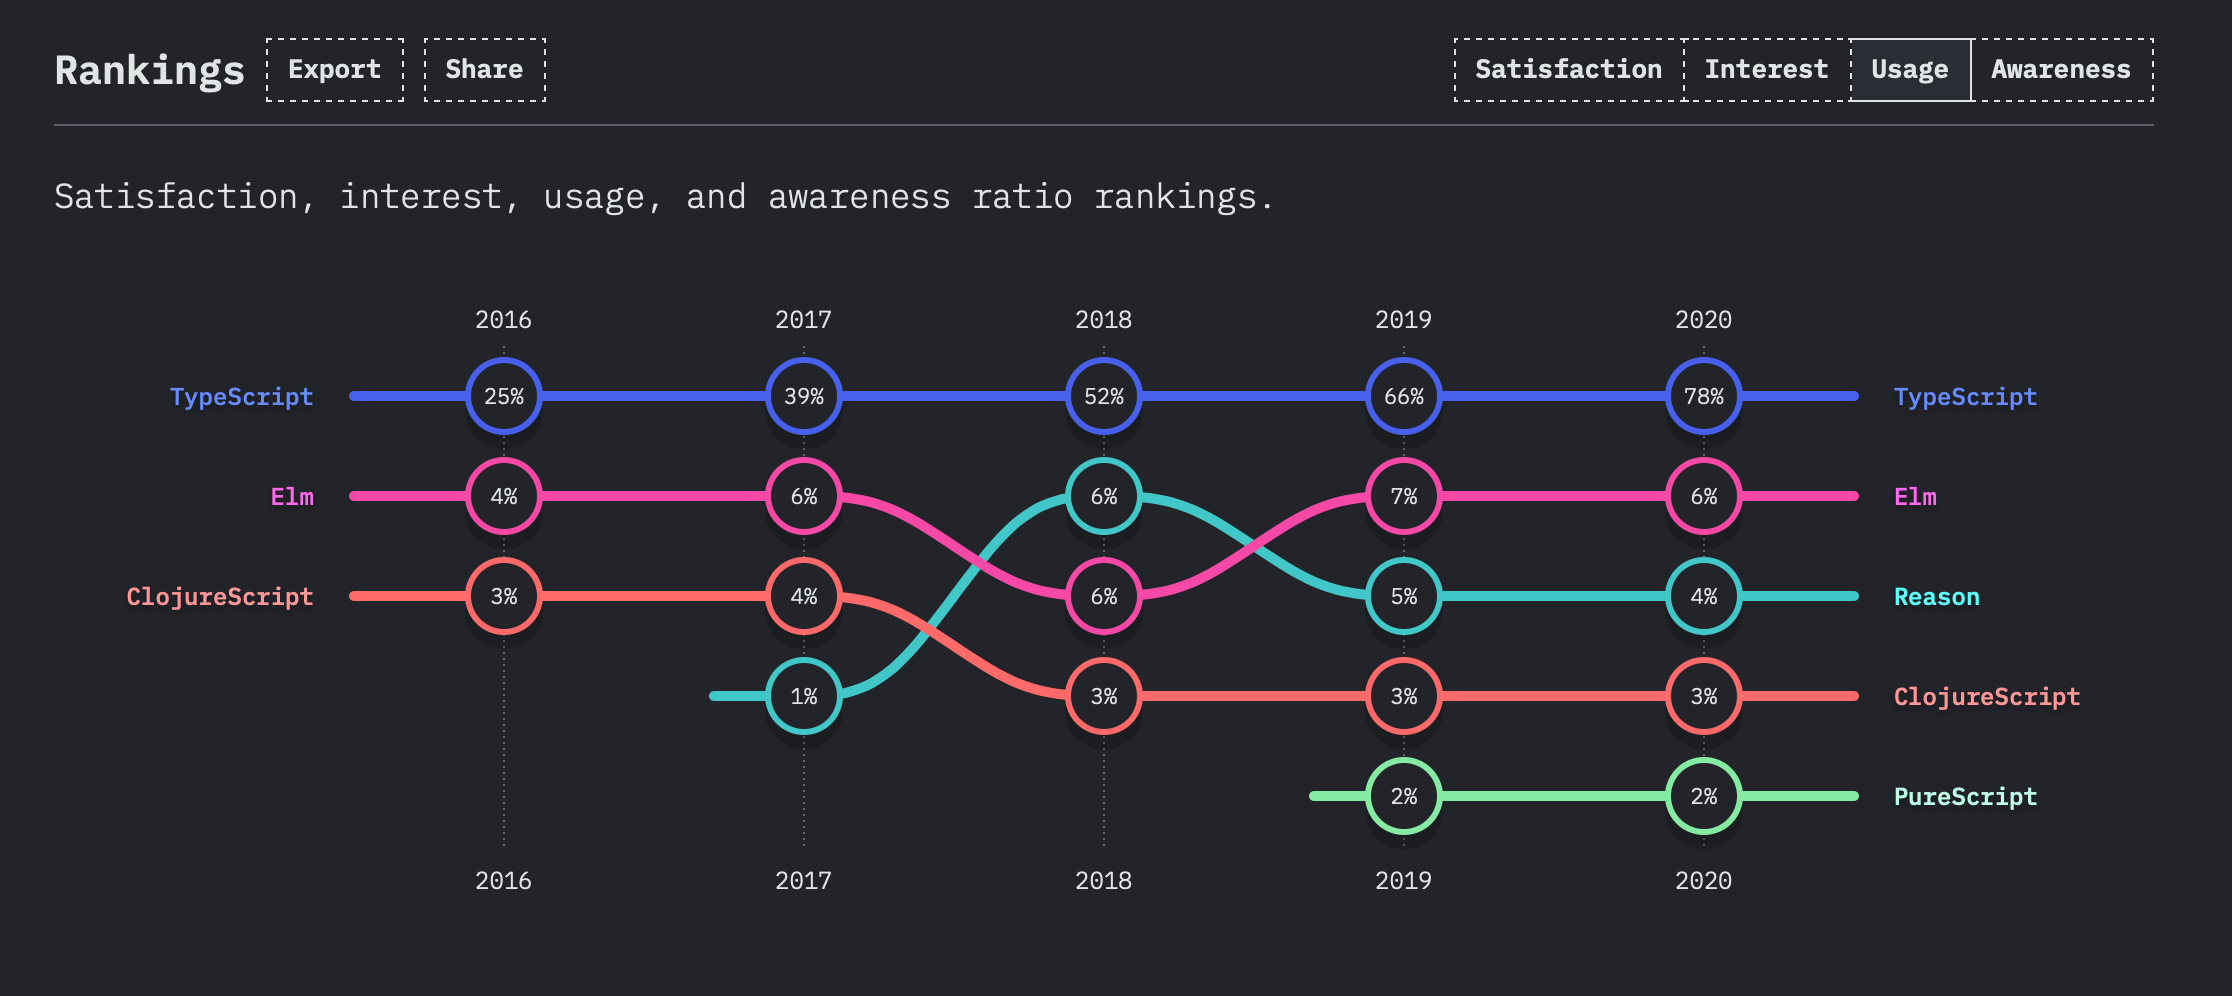 Rankings Export Share Satisfaction Interest Usage Awareness
Satisfaction, interest, usage, and awareness ratio rankings.
2016 2017 2018 2019 2020
TypeScript 25% 39% 52% 66% 78% TypeScript
Elm 4% 6% 6% 7% 6% Elm
ClojureScript 3% 4% 6% 5% 4% Reason
1% 3% 3% 3% ClojureScript
2% 2% PureScript
2016 2017 2018 2019 2020